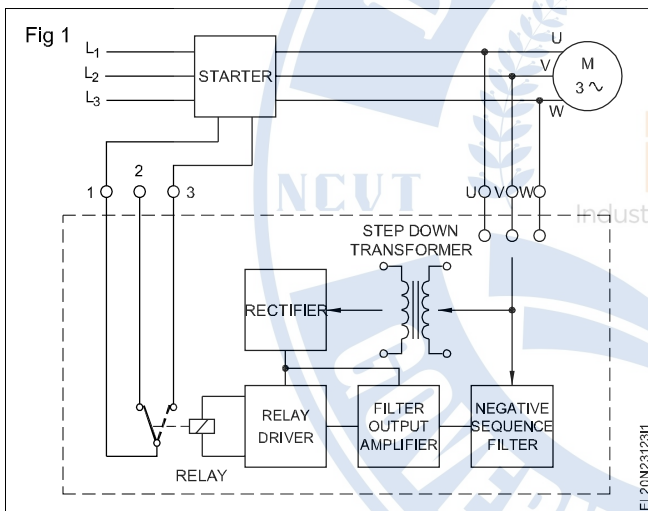 Fig 1
L1
L2
L3
STARTER
U
V
W
M
3 ∿
1
2
3
U
V
W
NCVT
Indust
STEP DOWN
TRANSFORMER
RECTIFIER
RELAY
DRIVER
FILTER
OUTPUT
AMPLIFIER
NEGATIVE
SEQUENCE
FILTER
RELAY